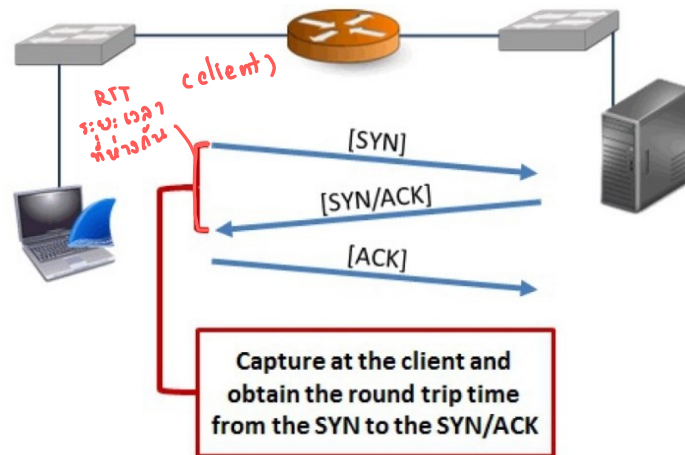 RTT (client)
ระยะเวลา
ที่ห่างกัน
[SYN]
[SYN/ACK]
[ACK]
Capture at the client and
obtain the round trip time
from the SYN to the SYN/ACK